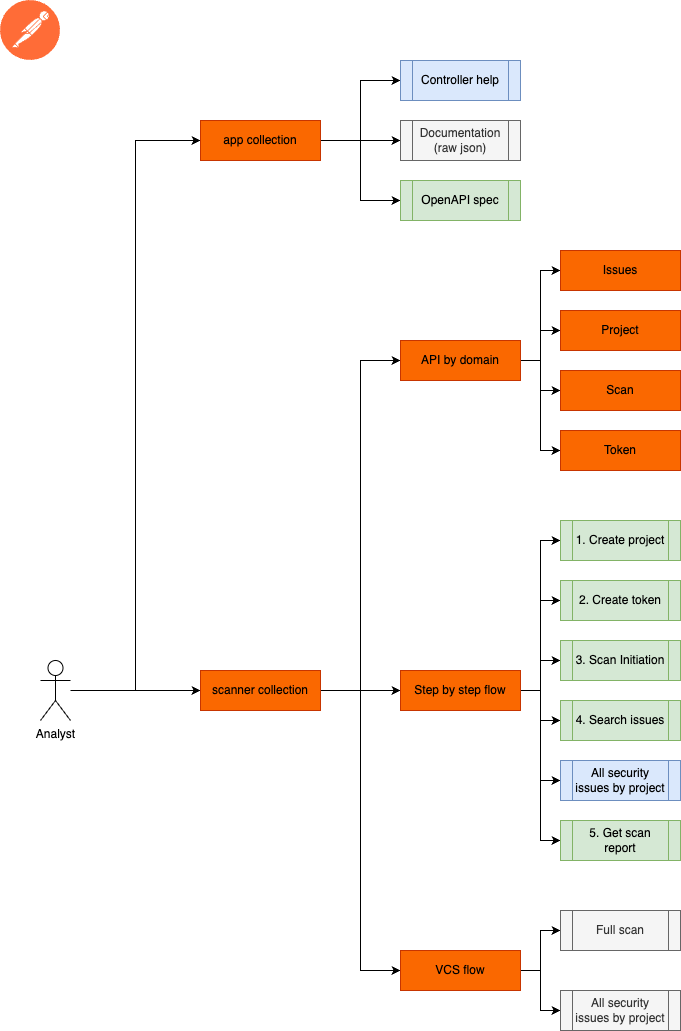 Controller help
app collection
Documentation
(raw json)
OpenAPI spec
Issues
Project
API by domain
Scan
Token
1. Create project
2. Create token
3. Scan Initiation
scanner collection
Step by step flow
4. Search issues
Analyst
All security
issues by project
5. Get scan
report
Full scan
VCS flow
All security
issues by project